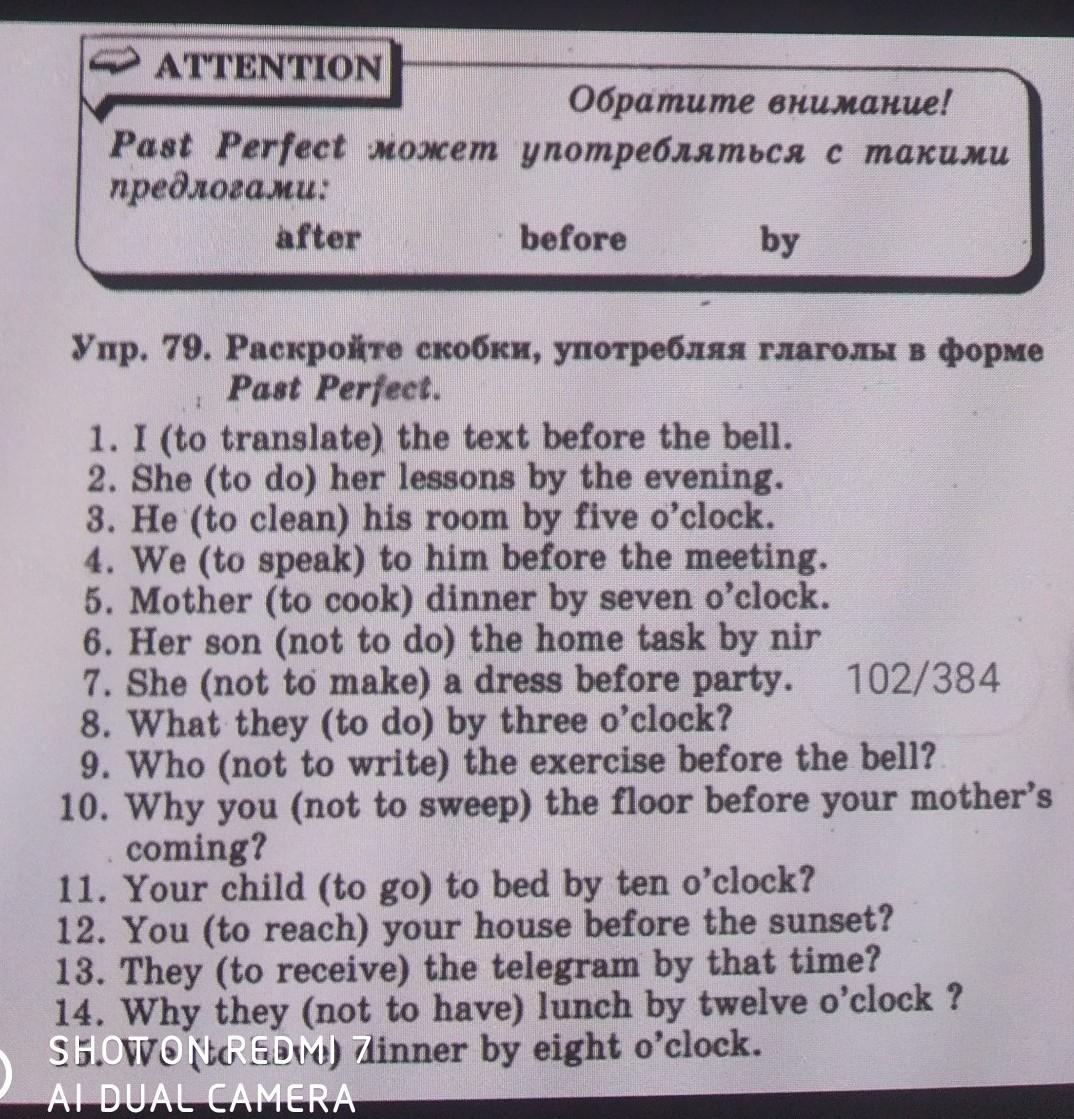 ATTENTION
Обратите внимание!
Past Perfect может употребляться с такими
предлогами:
after before by
Упр. 79. Раскройте скобки, употребляя глаголы в форме
Past Perfect.
1. I (to translate) the text before the bell.
2. She (to do) her lessons by the evening.
3. He (to clean) his room by five o'clock.
4. We (to speak) to him before the meeting.
5. Mother (to cook) dinner by seven o'clock.
6. Her son (not to do) the home task by
7. She (not to make) a dress before party.
102/384
8. What they (to do) by three o'clock?
9. Who (not to write) the exercise before the bell?
10. Why you (not to sweep) the floor before your mother's
coming?
11. Your child (to go) to bed by ten o'clock?
12. You (to reach) your house before the sunset?
13. They (to receive) the telegram by that time?
14. Why they (not to have) lunch by twelve o'clock ?
We dinner by eight o'clock.
SHOT ON REDMI 7
AI DUAL CAMERA